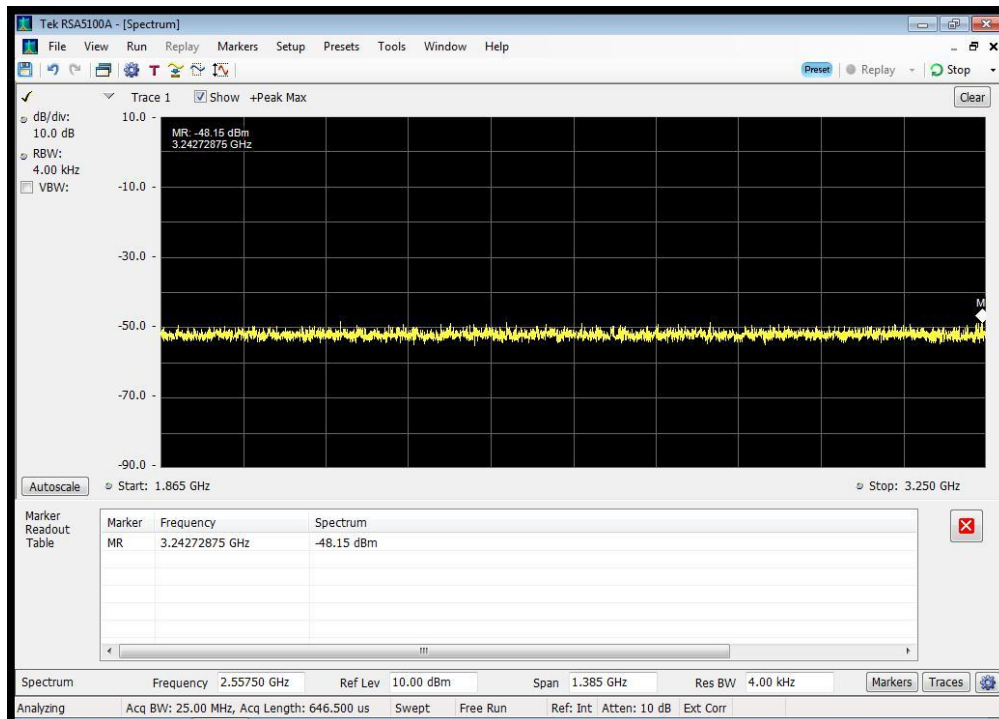 Tek RSA5100A - [Spectrum]
File View Run Replay Markers Setup Presets Tools Window Help
T Preset Replay Stop
Trace 1 Show +Peak Max Clear
dB/div:
10.0 dB
RBW:
4.00 kHz
VBW:
10.0 -
MR: -48.15 dBm
3.24272875 GHz
-10.0 -
-30.0 -
M
-50.0 -
-70.0 -
-90.0 -
Autoscale Start: 1.865 GHz Stop: 3.250 GHz
Marker
Readout
Table
Marker Frequency Spectrum
MR 3.24272875 GHz -48.15 dBm
Spectrum Frequency 2.55750 GHz Ref Lev 10.00 dBm Span 1.385 GHz Res BW 4.00 kHz Markers Traces
Analyzing Acq BW: 25.00 MHz, Acq Length: 646.500 us Swept Free Run Ref: Int Atten: 10 dB Ext Corr